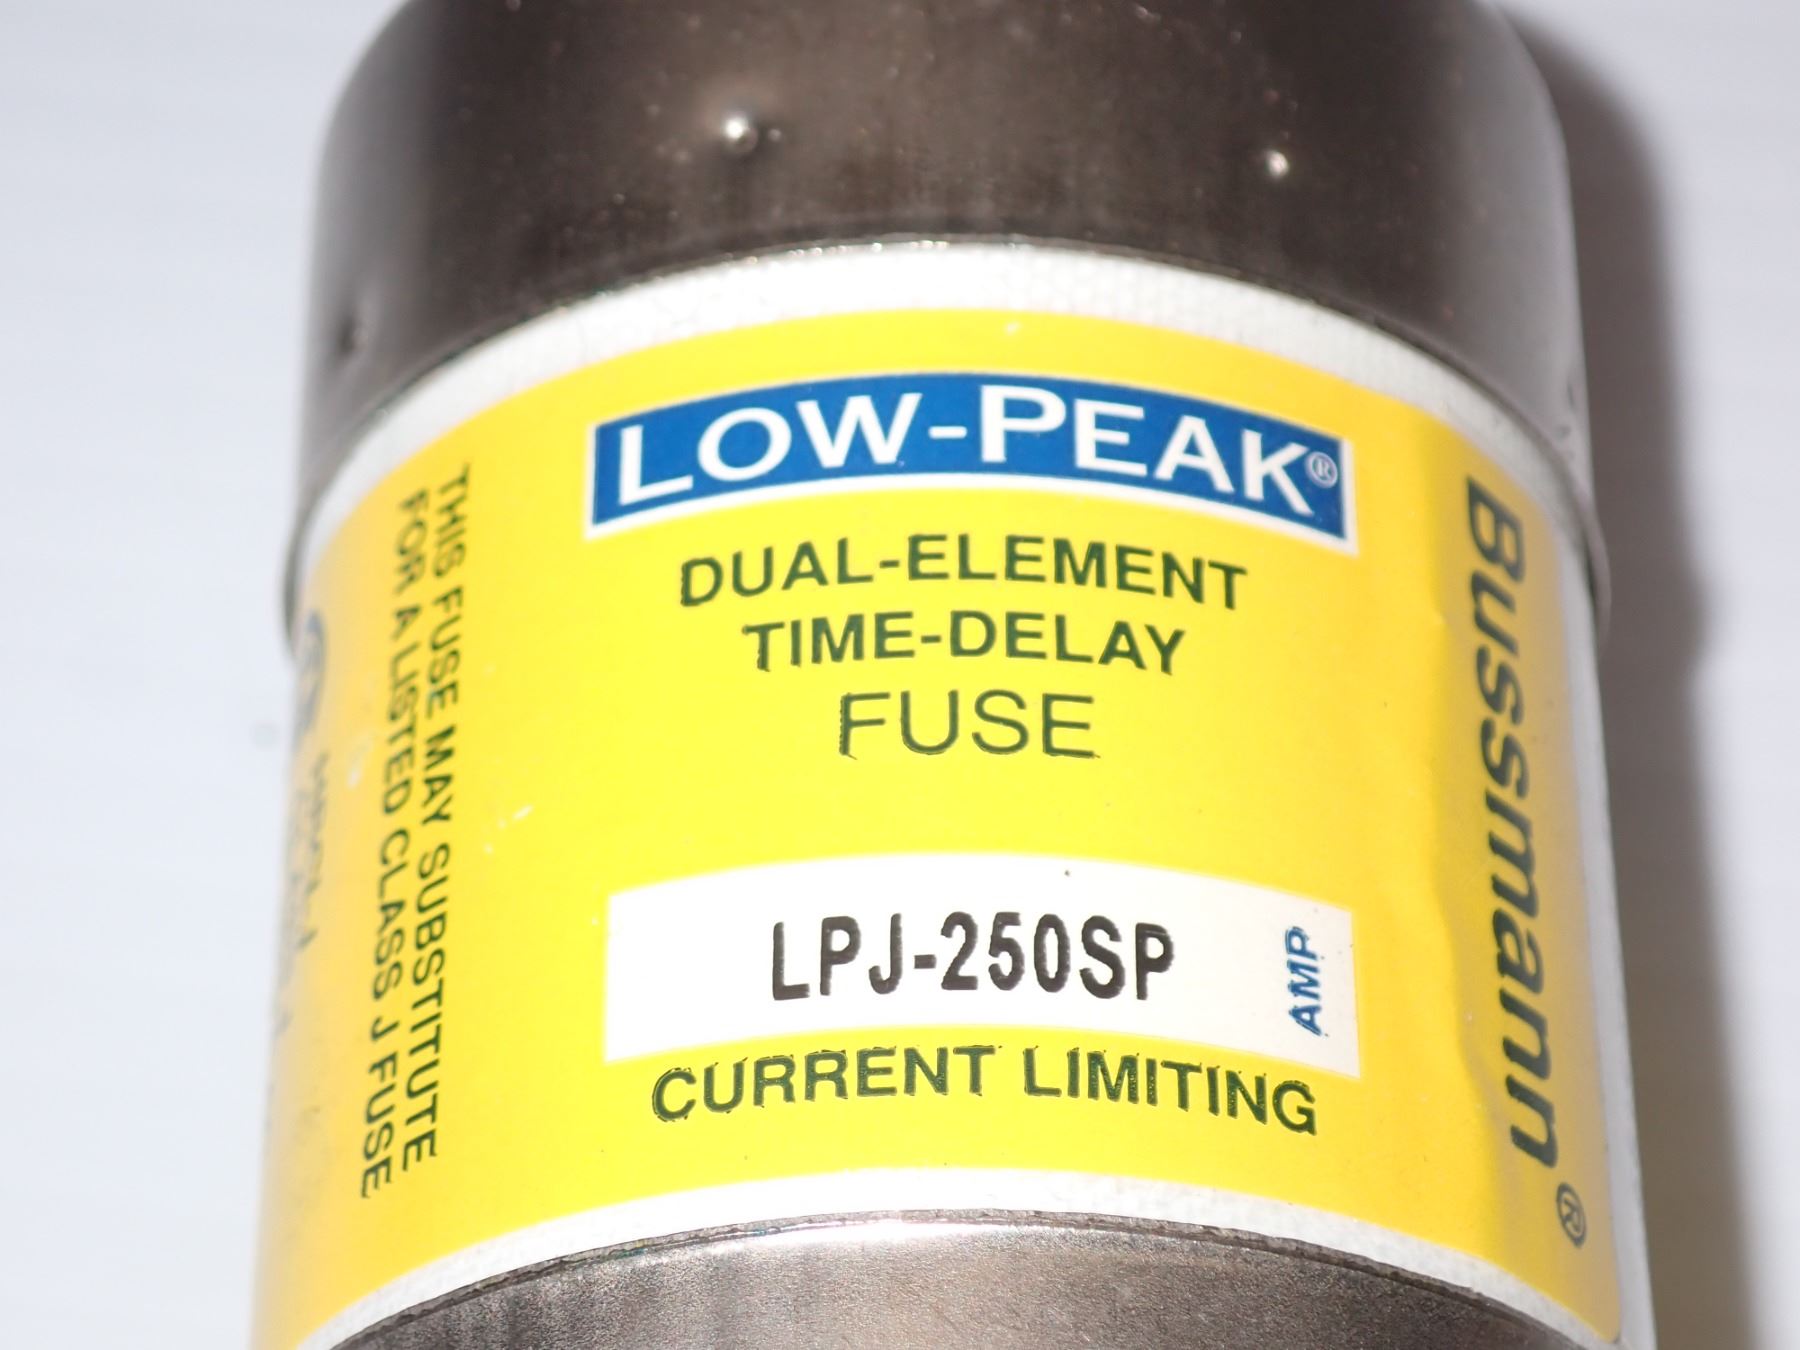 LOW-PEAK®
DUAL-ELEMENT
TIME-DELAY
FUSE
LPJ-250SP
AMP
CURRENT LIMITING
THIS FUSE MAY SUBSTITUTE
FOR A LISTED CLASS J FUSE
Bussmann®